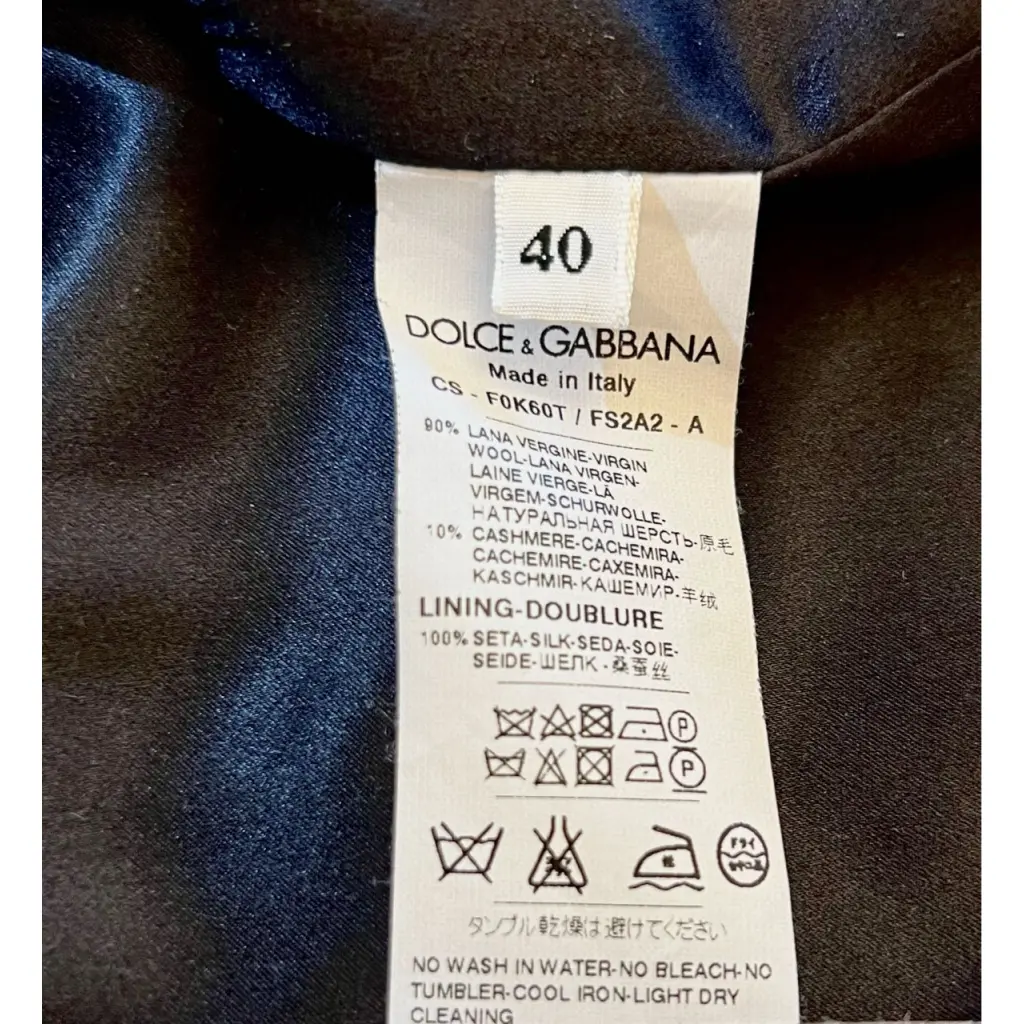 40
DOLCE & GABBANA
Made in Italy
CS - F0K60T / FS2A2 - A
90% LANA VERGINE-VIRGIN
WOOL-LANA VIRGEN-
LAINE VIERGE-LÃ
VIRGEM-SCHURWOLLE-
НАТУРАЛЬНАЯ ШЕРСТЬ-原毛
10% CASHMERE-CACHEMIRA-
CACHEMIRE-CAXEMIRA-
KASCHMIR-КАШЕМИР-羊绒
LINING-DOUBLURE
100% SETA-SILK-SEDA-SOIE-
SEIDE-ШЕЛК-桑蚕丝
P
P
ドライ
タンブル乾燥は避けてください
NO WASH IN WATER-NO BLEACH-NO
TUMBLER-COOL IRON-LIGHT DRY
CLEANING